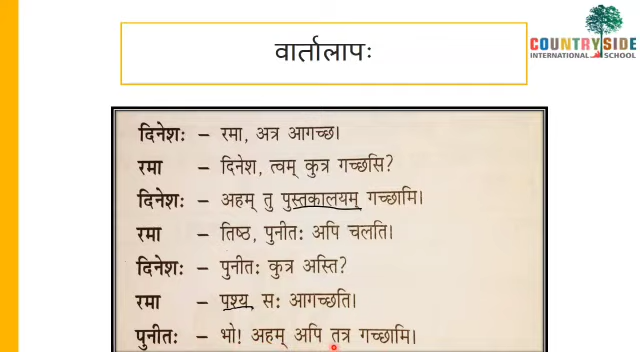 वार्तालापः
COUNTRYSIDE
INTERNATIONAL SCHOOL
दिनेशः – रमा, अत्र आगच्छ।
रमा – दिनेश, त्वम् कुत्र गच्छसि?
दिनेशः – अहम् तु पुस्तकालयम् गच्छामि।
रमा – तिष्ठ, पुनीतः अपि चलति।
दिनेशः – पुनीतः कुत्र अस्ति?
रमा – पश्य सः आगच्छति।
पुनीतः – भो! अहम् अपि तत्र गच्छामि।